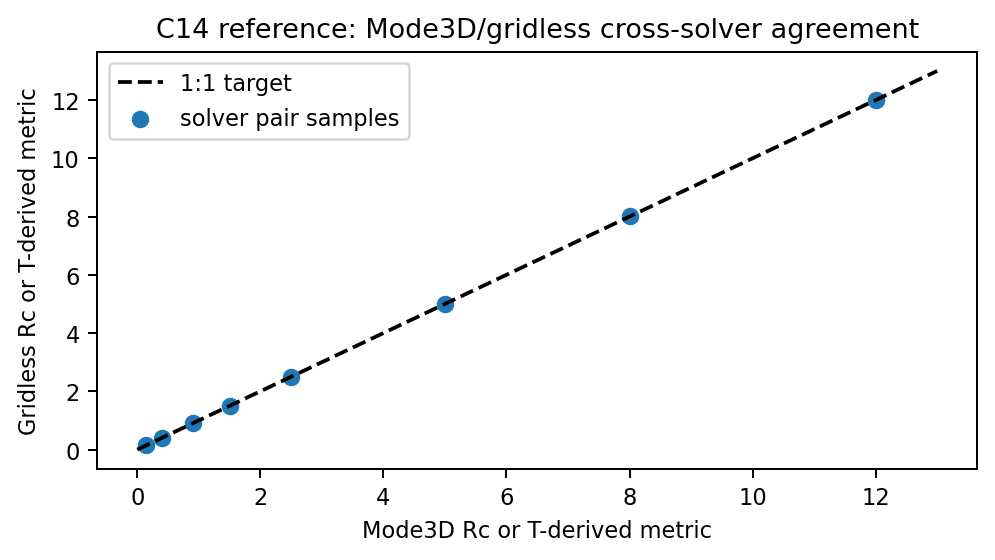 C14 reference: Mode3D/gridless cross-solver agreement
1:1 target
solver pair samples
Gridless Rc or T-derived metric
12
10
8
6
4
2
0
0 2 4 6 8 10 12
Mode3D Rc or T-derived metric